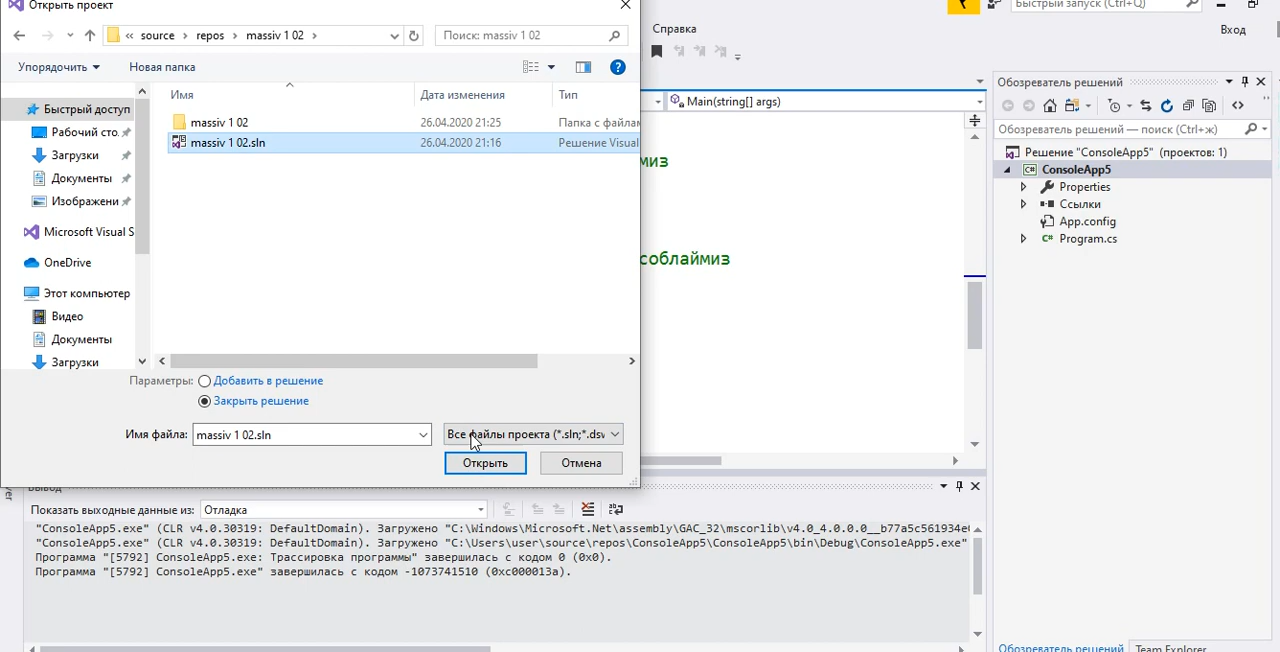 Открыть проект
« source › repos › massiv 1 02 ›
Поиск: massiv 1 02
Упорядочить
Новая папка
Имя
Дата изменения
Тип
massiv 1 02
26.04.2020 21:25
Папка с файлам
massiv 1 02.sln
26.04.2020 21:16
Решение Visual
Быстрый доступ
Рабочий сто.
Загрузки
Документы
Изображени
Microsoft Visual S
OneDrive
Этот компьютер
Видео
Документы
Загрузки
Параметры:
Добавить в решение
Закрыть решение
Имя файла:
massiv 1 02.sln
Все файлы проекта (*.sln;*.dsv
Открыть
Отмена
Быстрый запуск (Ctrl+Q)
Справка
Вход
Main(string[] args)
миз
соблаймиз
Обозреватель решений
Обозреватель решений — поиск (Ctrl+ж)
Решение "ConsoleApp5" (проектов: 1)
ConsoleApp5
Properties
Ссылки
App.config
Program.cs
Вывод
Показать выходные данные из:
Отладка
"ConsoleApp5.exe" (CLR v4.0.30319: DefaultDomain). Загружено "C:\Windows\Microsoft.Net\assembly\GAC_32\mscorlib\v4.0_4.0.0.0__b77a5c561934e0
"ConsoleApp5.exe" (CLR v4.0.30319: DefaultDomain). Загружено "C:\Users\user\source\repos\ConsoleApp5\ConsoleApp5\bin\Debug\ConsoleApp5.exe"
Программа "[5792] ConsoleApp5.exe: Трассировка программы" завершилась с кодом 0 (0x0).
Программа "[5792] ConsoleApp5.exe" завершилась с кодом -1073741510 (0xc000013a).
Обозреватель решений
Team Explorer